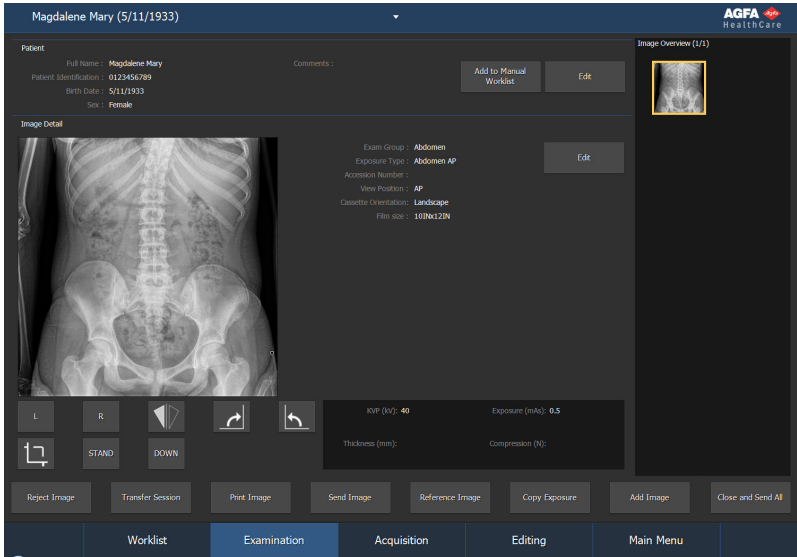 Magdalene Mary (5/11/1933)
AGFA
HealthCare
Patient
Full Name : Magdalene Mary
Patient Identification : 0123456789
Birth Date : 5/11/1933
Sex : Female
Comments :
Add to Manual
Worklist
Edit
Image Overview (1/1)
Image Detail
Exam Group : Abdomen
Exposure Type : Abdomen AP
Accession Number :
View Position : AP
Cassette Orientation: Landscape
Film size : 10INx12IN
Edit
L
R
STAND
DOWN
KVP (kV): 40
Exposure (mAs): 0.5
Thickness (mm):
Compression (N):
Reject Image
Transfer Session
Print Image
Send Image
Reference Image
Copy Exposure
Add Image
Close and Send All
Worklist
Examination
Acquisition
Editing
Main Menu